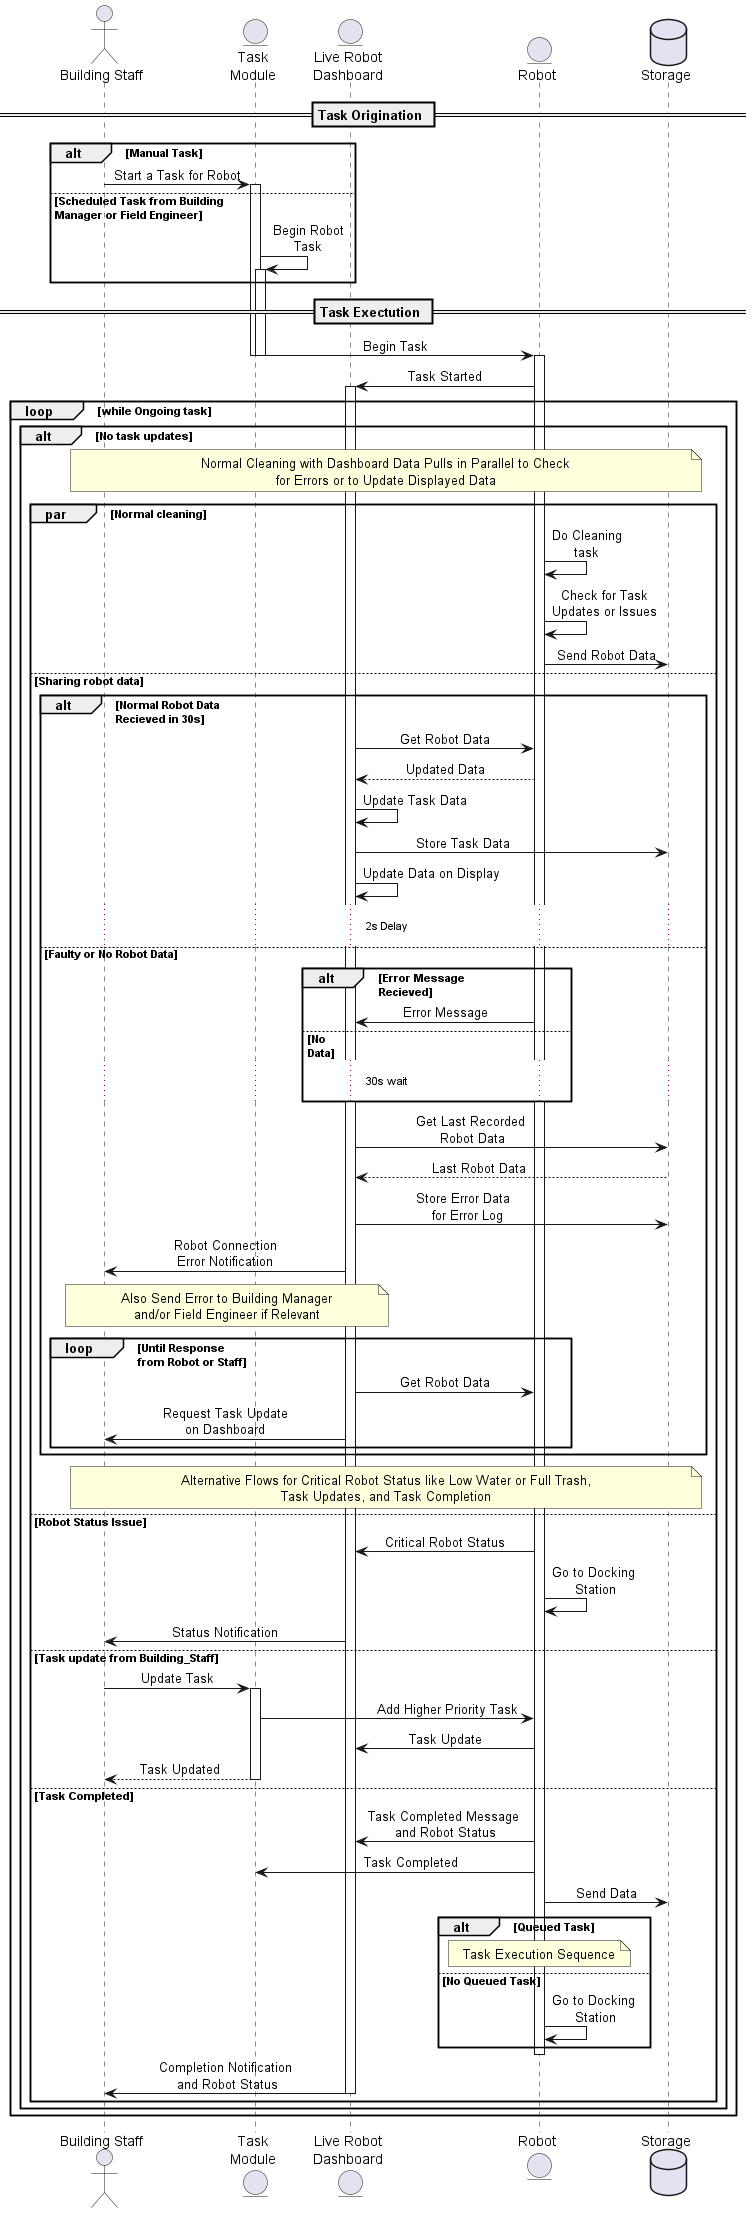 Building Staff
Task
Module
Live Robot
Dashboard
Robot
Storage
Task Origination
alt
[Manual Task]
Start a Task for Robot
[Scheduled Task from Building
Manager or Field Engineer]
Begin Robot
Task
Task Exectution
Begin Task
Task Started
loop
[while Ongoing task]
alt
[No task updates]
Normal Cleaning with Dashboard Data Pulls in Parallel to Check
for Errors or to Update Displayed Data
par
[Normal cleaning]
Do Cleaning
task
Check for Task
Updates or Issues
Send Robot Data
[Sharing robot data]
alt
[Normal Robot Data
Recieved in 30s]
Get Robot Data
Updated Data
Update Task Data
Store Task Data
Update Data on Display
2s Delay
[Faulty or No Robot Data]
alt
[Error Message
Recieved]
Error Message
[No
Data]
30s wait
Get Last Recorded
Robot Data
Last Robot Data
Store Error Data
for Error Log
Robot Connection
Error Notification
Also Send Error to Building Manager
and/or Field Engineer if Relevant
loop
[Until Response
from Robot or Staff]
Get Robot Data
Request Task Update
on Dashboard
Alternative Flows for Critical Robot Status like Low Water or Full Trash,
Task Updates, and Task Completion
[Robot Status Issue]
Critical Robot Status
Go to Docking
Station
Status Notification
[Task update from Building_Staff]
Update Task
Add Higher Priority Task
Task Update
Task Updated
[Task Completed]
Task Completed Message
and Robot Status
Task Completed
Send Data
alt
[Queued Task]
Task Execution Sequence
[No Queued Task]
Go to Docking
Station
Completion Notification
and Robot Status
Building Staff
Task
Module
Live Robot
Dashboard
Robot
Storage